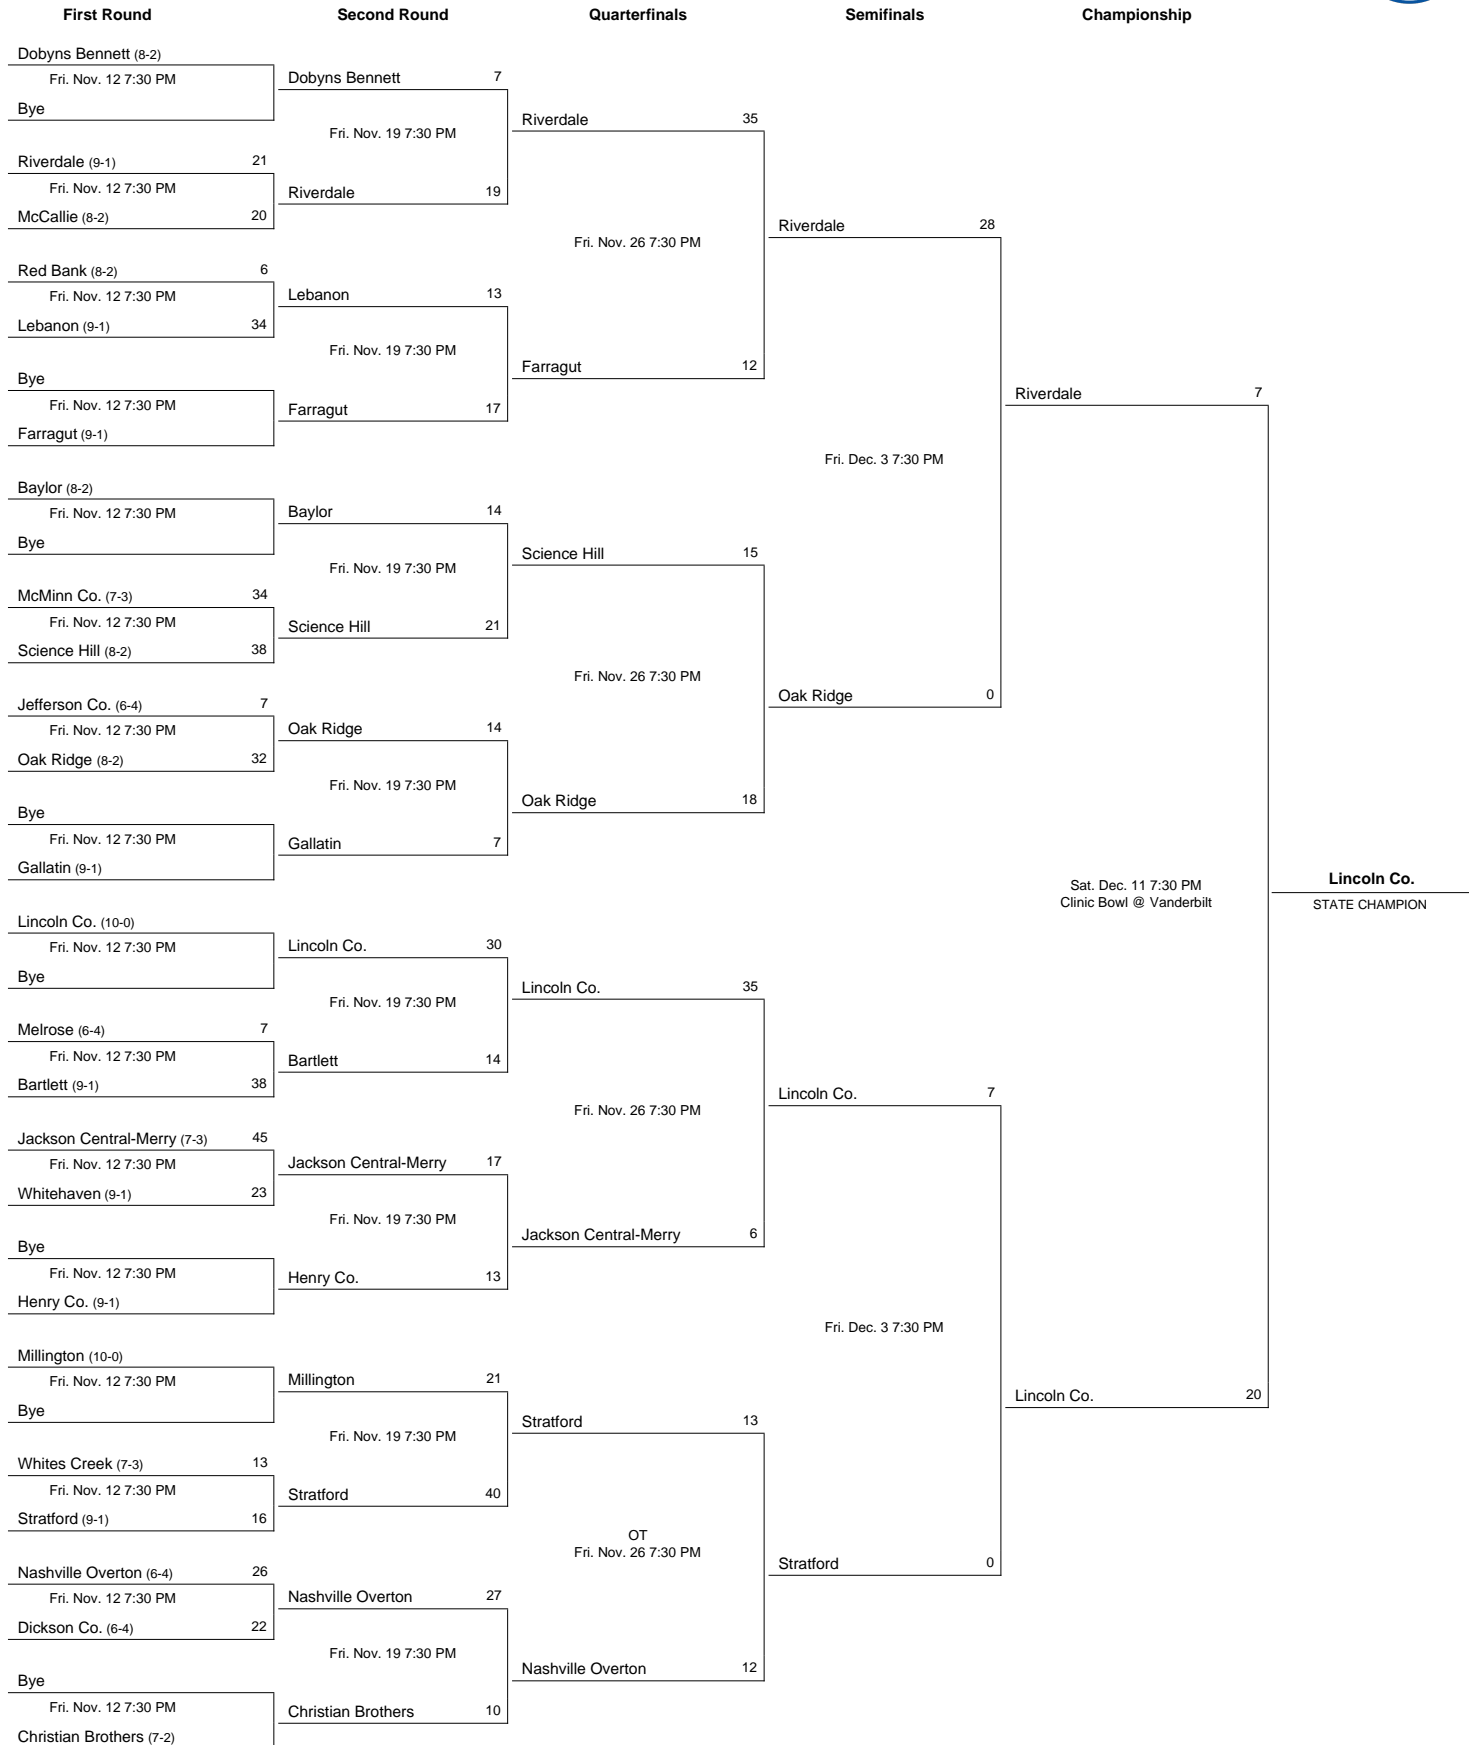 First Round Second Round Quarterfinals Semifinals Championship
Dobyns Bennett (8-2)
Fri. Nov. 12 7:30 PM
Bye
Riverdale (9-1) 21
Fri. Nov. 12 7:30 PM
McCallie (8-2) 20
Red Bank (8-2) 6
Fri. Nov. 12 7:30 PM
Lebanon (9-1) 34
Bye
Fri. Nov. 12 7:30 PM
Farragut (9-1)
Baylor (8-2)
Fri. Nov. 12 7:30 PM
Bye
McMinn Co. (7-3) 34
Fri. Nov. 12 7:30 PM
Science Hill (8-2) 38
Jefferson Co. (6-4) 7
Fri. Nov. 12 7:30 PM
Oak Ridge (8-2) 32
Bye
Fri. Nov. 12 7:30 PM
Gallatin (9-1)
Lincoln Co. (10-0)
Fri. Nov. 12 7:30 PM
Bye
Melrose (6-4) 7
Fri. Nov. 12 7:30 PM
Bartlett (9-1) 38
Jackson Central-Merry (7-3) 45
Fri. Nov. 12 7:30 PM
Whitehaven (9-1) 23
Bye
Fri. Nov. 12 7:30 PM
Henry Co. (9-1)
Millington (10-0)
Fri. Nov. 12 7:30 PM
Bye
Whites Creek (7-3) 13
Fri. Nov. 12 7:30 PM
Stratford (9-1) 16
Nashville Overton (6-4) 26
Fri. Nov. 12 7:30 PM
Dickson Co. (6-4) 22
Bye
Fri. Nov. 12 7:30 PM
Christian Brothers (7-2)
Dobyns Bennett 7
Fri. Nov. 19 7:30 PM
Riverdale 19
Lebanon 13
Fri. Nov. 19 7:30 PM
Farragut 17
Baylor 14
Fri. Nov. 19 7:30 PM
Science Hill 21
Oak Ridge 14
Fri. Nov. 19 7:30 PM
Gallatin 7
Lincoln Co. 30
Fri. Nov. 19 7:30 PM
Bartlett 14
Jackson Central-Merry 17
Fri. Nov. 19 7:30 PM
Henry Co. 13
Millington 21
Fri. Nov. 19 7:30 PM
Stratford 40
Nashville Overton 27
Fri. Nov. 19 7:30 PM
Christian Brothers 10
Riverdale 35
Fri. Nov. 26 7:30 PM
Farragut 12
Science Hill 15
Fri. Nov. 26 7:30 PM
Oak Ridge 18
Lincoln Co. 35
Fri. Nov. 26 7:30 PM
Jackson Central-Merry 6
Stratford 13
OT
Fri. Nov. 26 7:30 PM
Nashville Overton 12
Riverdale 28
Fri. Dec. 3 7:30 PM
Oak Ridge 0
Lincoln Co. 7
Fri. Dec. 3 7:30 PM
Stratford 0
Riverdale 7
Sat. Dec. 11 7:30 PM
Clinic Bowl @ Vanderbilt
Lincoln Co. 20
Lincoln Co.
STATE CHAMPION